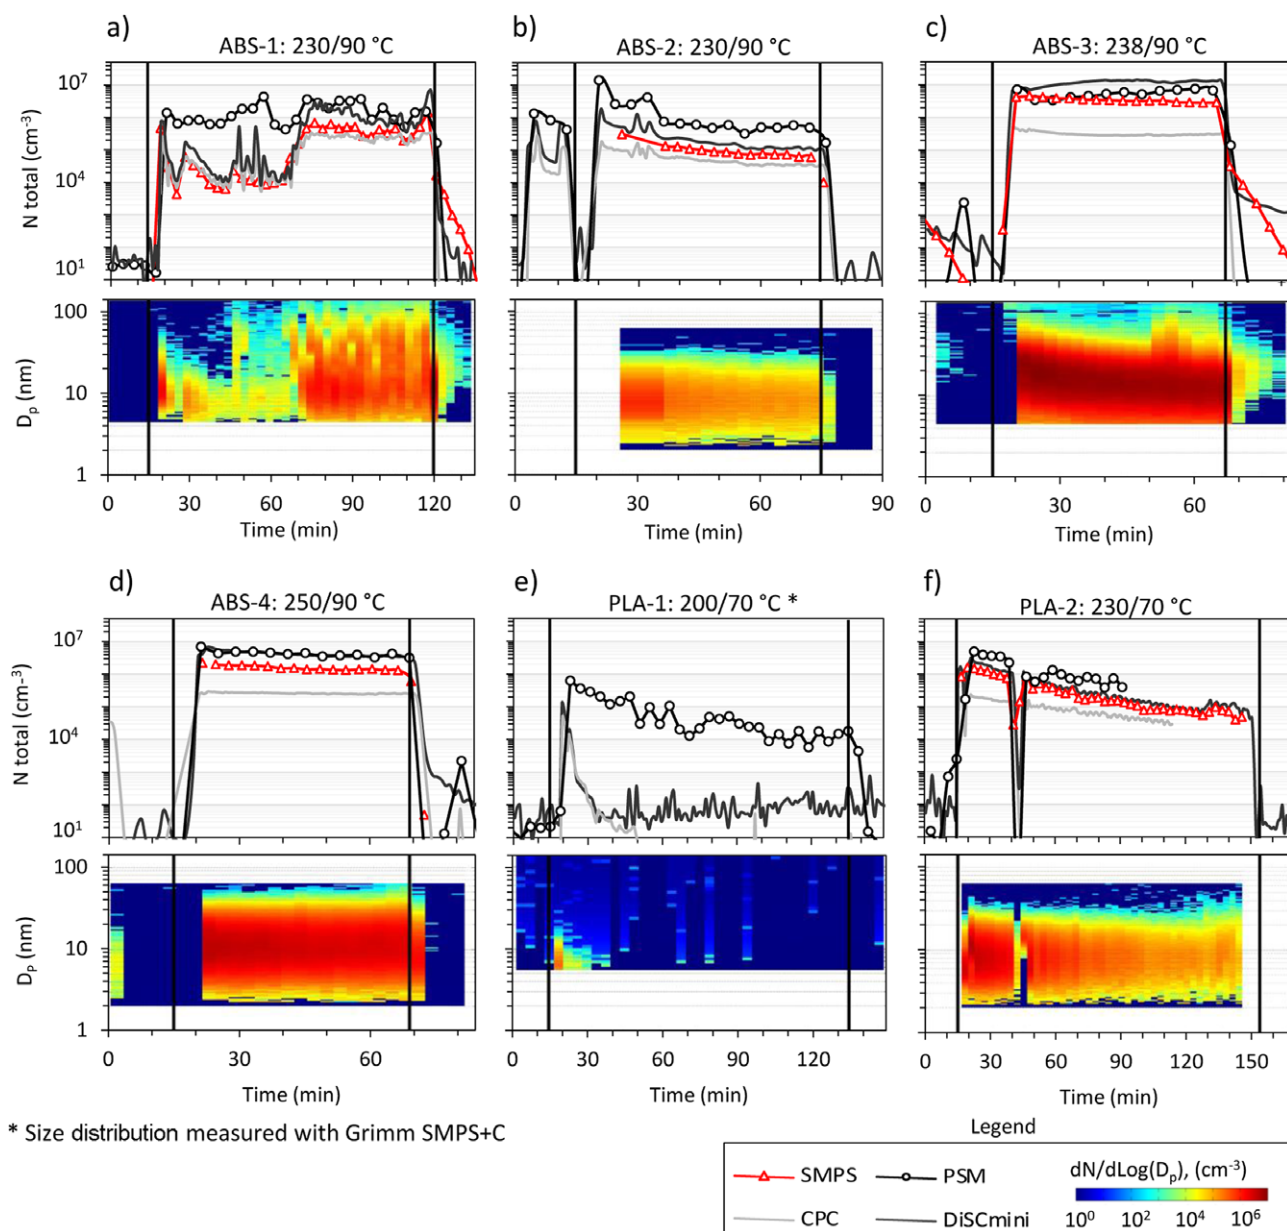 a)
ABS-1: 230/90 °C
b)
ABS-2: 230/90 °C
c)
ABS-3: 238/90 °C
N total (cm⁻³)
10⁷
10⁴
10¹
Dₚ (nm)
100
10
1
0 30 60 90 120
Time (min)
0 30 60 90
Time (min)
0 30 60
Time (min)
d)
ABS-4: 250/90 °C
e)
PLA-1: 200/70 °C *
f)
PLA-2: 230/70 °C
N total (cm⁻³)
10⁷
10⁴
10¹
Dₚ (nm)
100
10
1
0 30 60
Time (min)
0 30 60 90 120
Time (min)
0 30 60 90 120 150
Time (min)
* Size distribution measured with Grimm SMPS+C
Legend
SMPS
PSM
CPC
DiSCmini
dN/dLog(Dₚ), (cm⁻³)
10⁰ 10² 10⁴ 10⁶